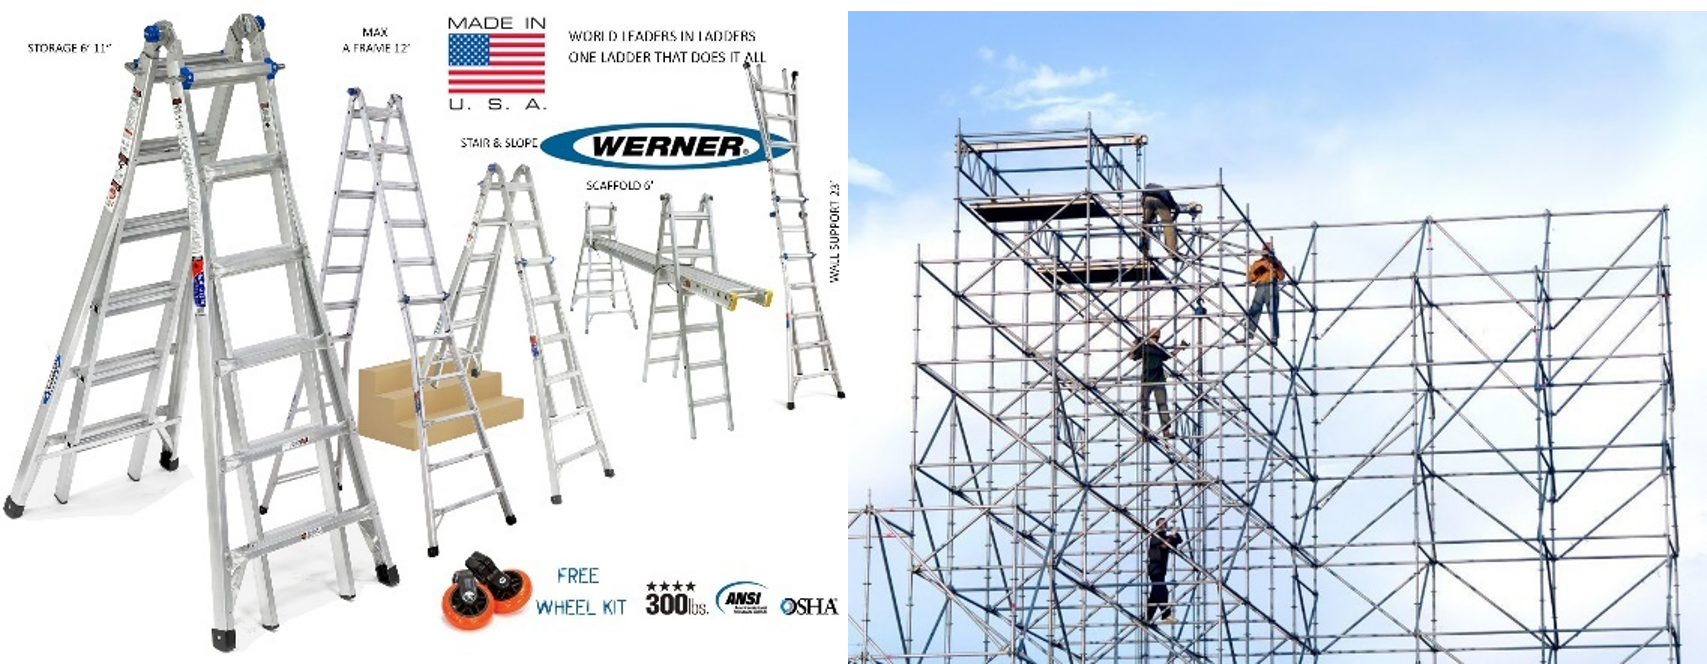 STORAGE 6' 11"
MAX
A FRAME 12'
MADE IN
U. S. A.
WORLD LEADERS IN LADDERS
ONE LADDER THAT DOES IT ALL
STAIR & SLOPE
WERNER
SCAFFOLD 6'
WALL SUPPORT 23'
FREE
WHEEL KIT
300lbs.
ANSI
OSHA